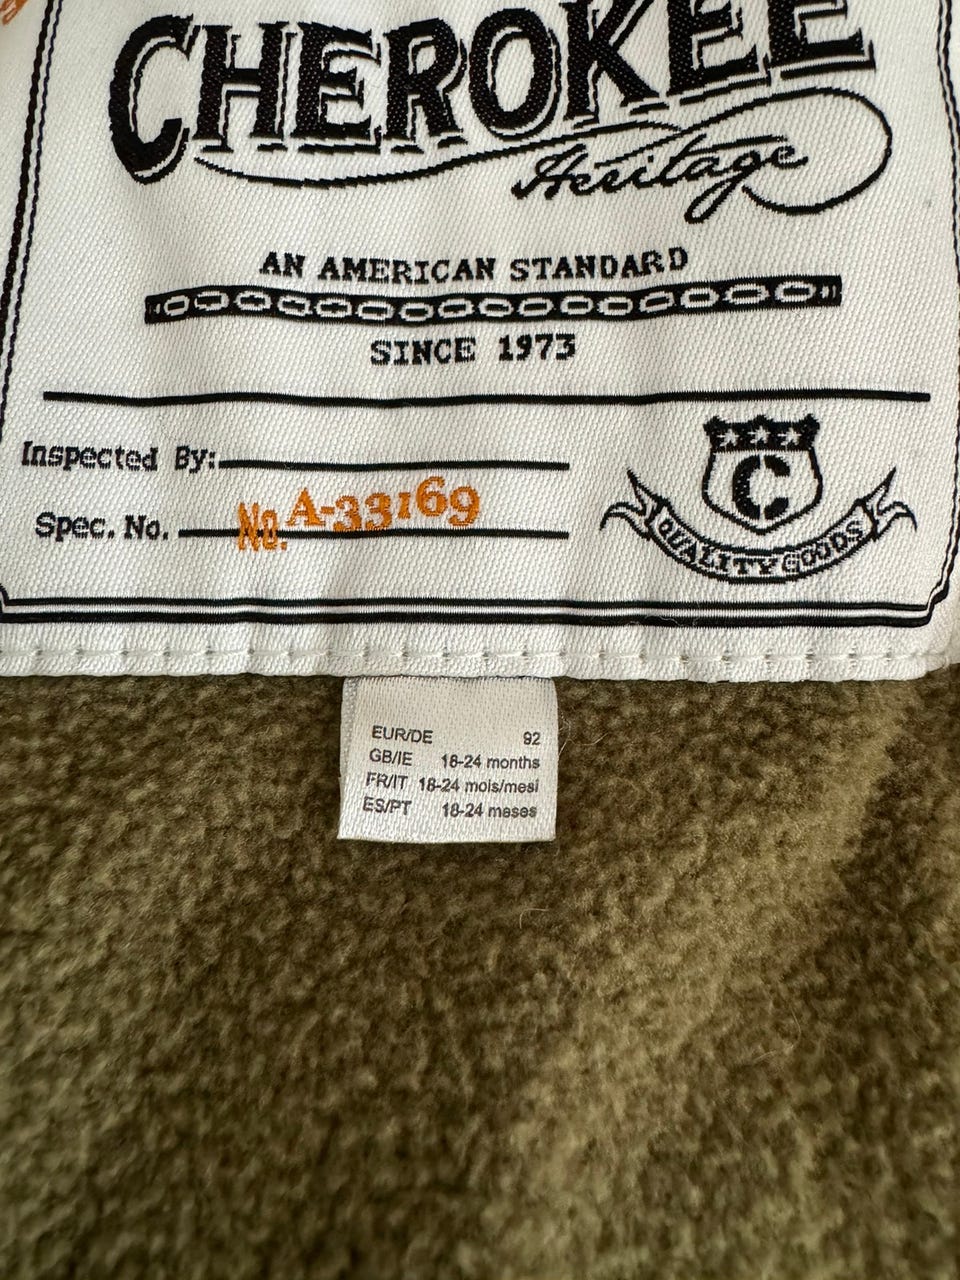 CHEROKEE
Heritage
AN AMERICAN STANDARD
SINCE 1973
Inspected By:
Spec. No. No. A-33169
C
QUALITY GOODS
EUR/DE 92
GB/IE 18-24 months
FR/IT 18-24 mois/mesi
ES/PT 18-24 meses